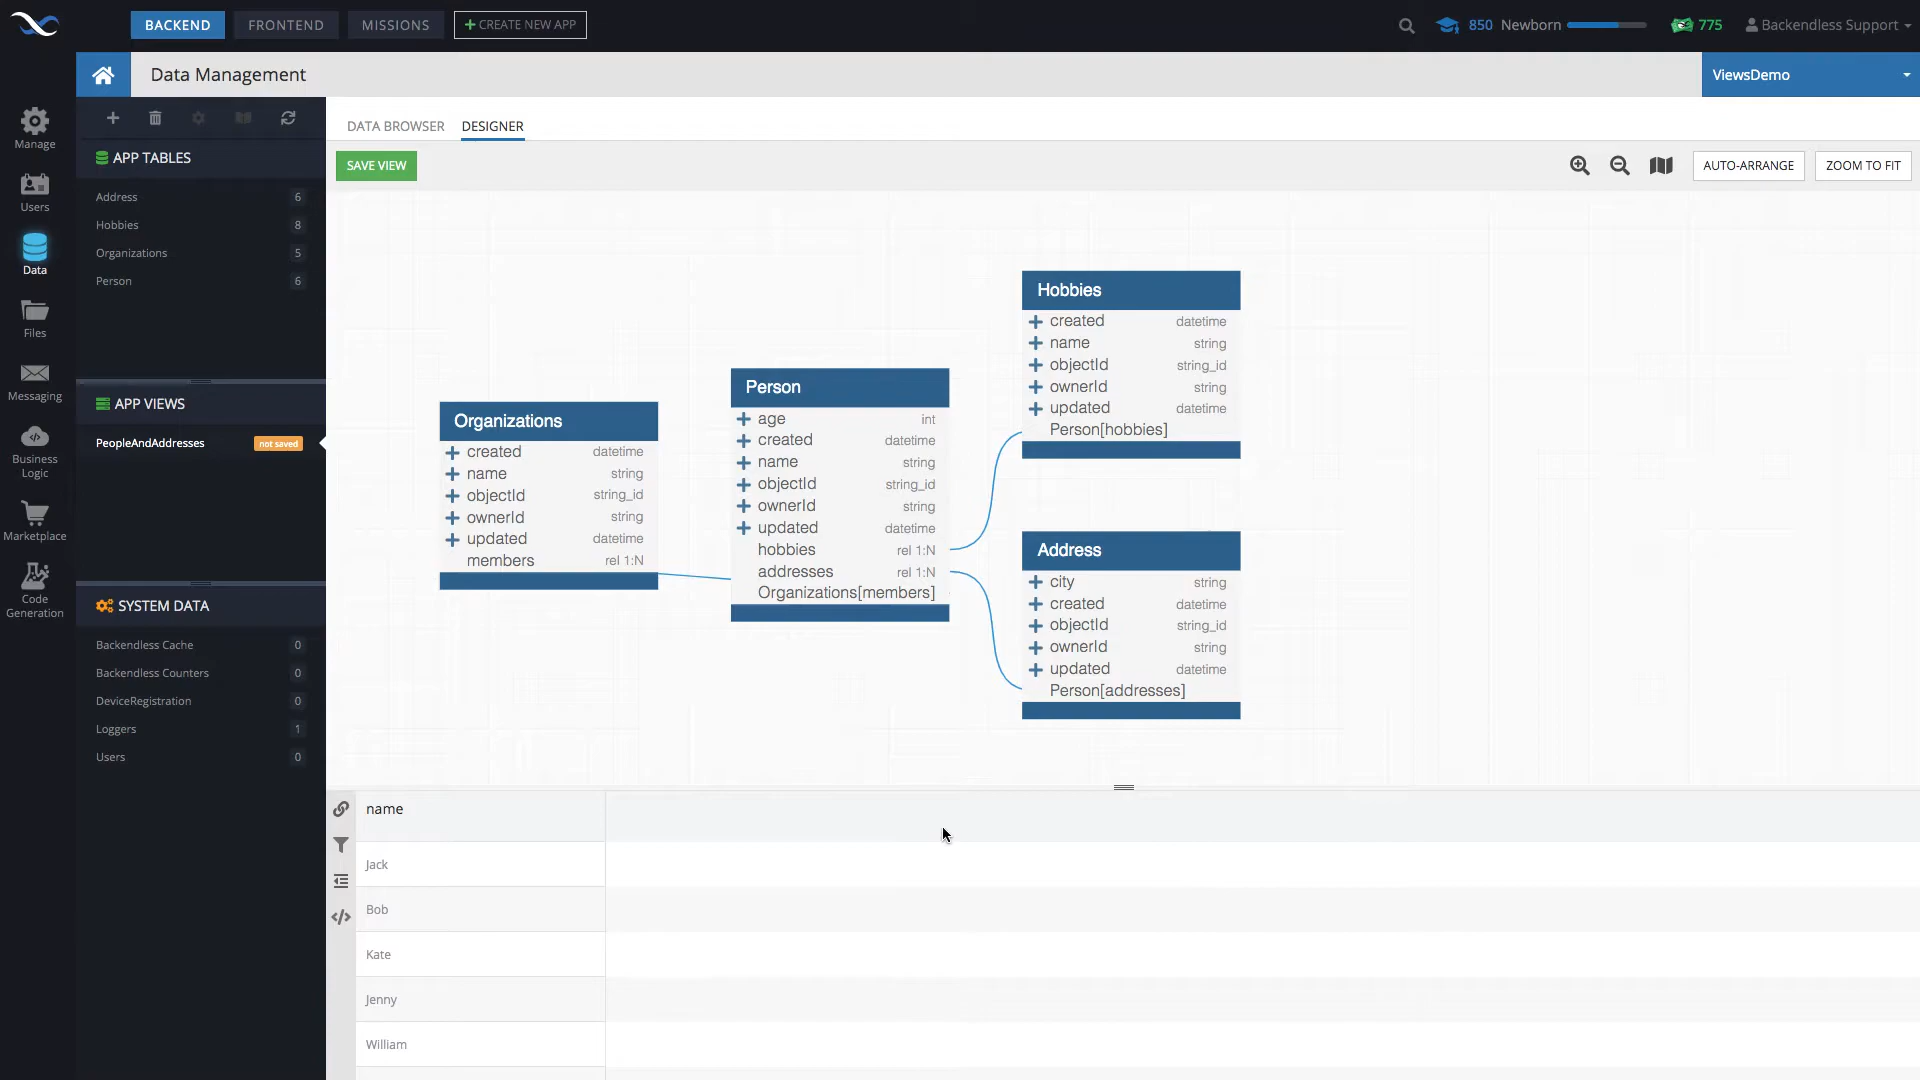 BACKEND FRONTEND MISSIONS + CREATE NEW APP 850 Newborn 775 Backendless Support
Data Management ViewsDemo
Manage
Users
Data
Files
Messaging
Business
Logic
Marketplace
Code
Generation
APP TABLES
Address 6
Hobbies 8
Organizations 5
Person 6
APP VIEWS
PeopleAndAddresses not saved
SYSTEM DATA
Backendless Cache 0
Backendless Counters 0
DeviceRegistration 0
Loggers 1
Users 0
DATA BROWSER DESIGNER
SAVE VIEW AUTO-ARRANGE ZOOM TO FIT
Organizations
created datetime
name string
objectId string_id
ownerId string
updated datetime
members rel 1:N
Person
age int
created datetime
name string
objectId string_id
ownerId string
updated datetime
hobbies rel 1:N
addresses rel 1:N
Organizations[members]
Hobbies
created datetime
name string
objectId string_id
ownerId string
updated datetime
Person[hobbies]
Address
city string
created datetime
objectId string_id
ownerId string
updated datetime
Person[addresses]
name
Jack
Bob
Kate
Jenny
William